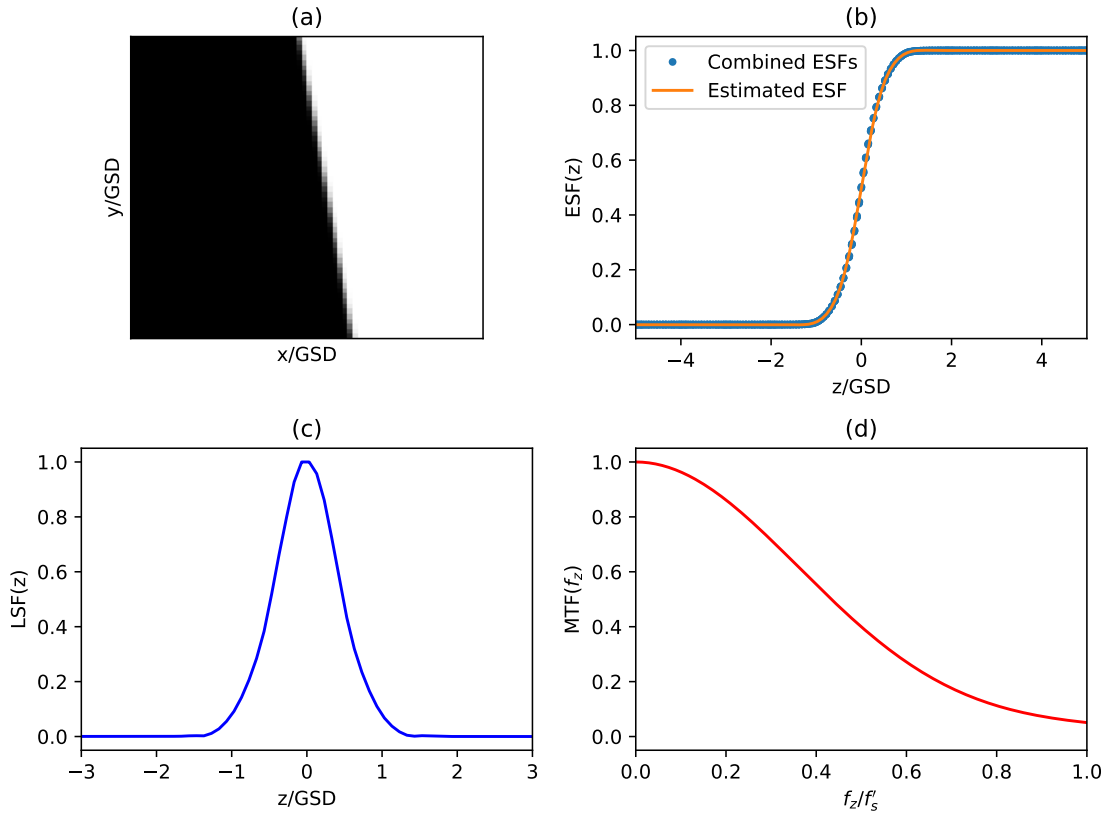 (a)
y/GSD
x/GSD
(b)
Combined ESFs
Estimated ESF
1.0
0.8
0.6
0.4
0.2
0.0
ESF(z)
−4
−2
0
2
4
z/GSD
(c)
1.0
0.8
0.6
0.4
0.2
0.0
LSF(z)
−3
−2
−1
0
1
2
3
z/GSD
(d)
1.0
0.8
0.6
0.4
0.2
0.0
MTF(f_z)
0.0
0.2
0.4
0.6
0.8
1.0
f_z/f_s′